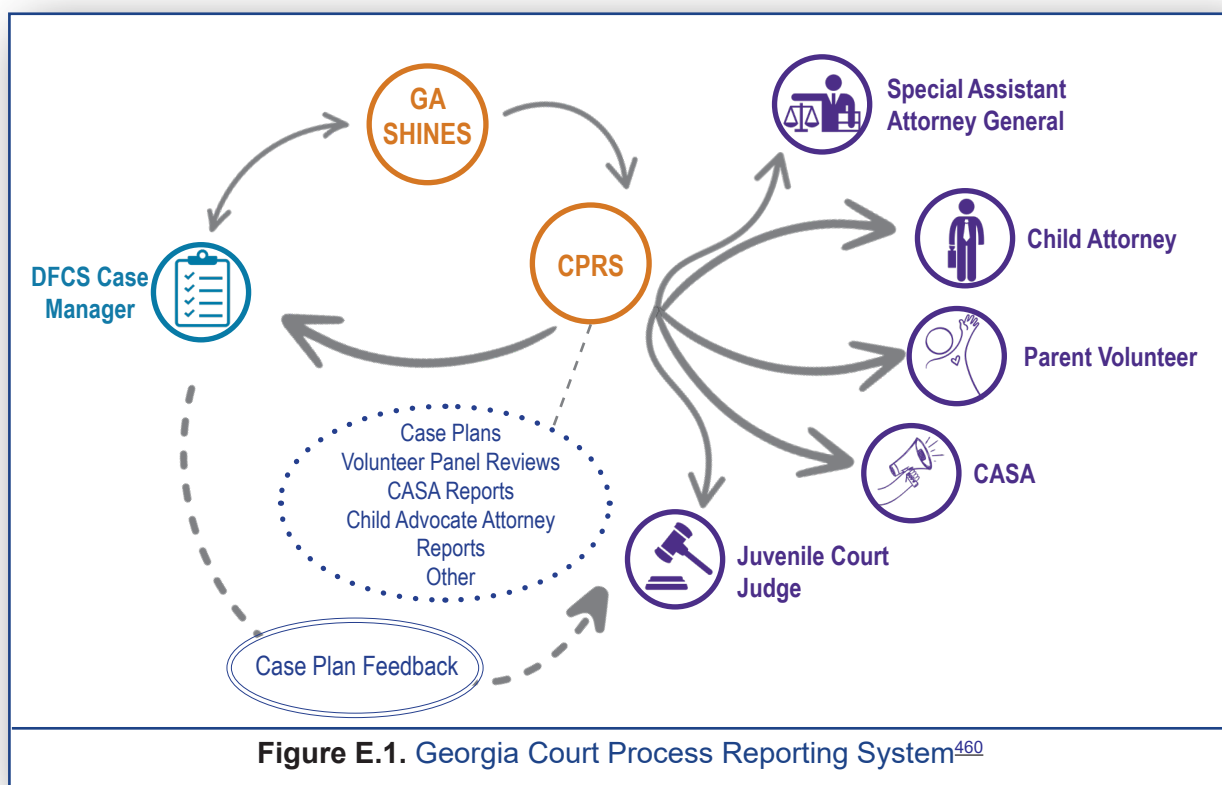 GA
SHINES
Special Assistant
Attorney General
CPRS
Child Attorney
DFCS Case
Manager
Parent Volunteer
Case Plans
Volunteer Panel Reviews
CASA Reports
Child Advocate Attorney
Reports
Other
CASA
Juvenile Court
Judge
Case Plan Feedback
Figure E.1. Georgia Court Process Reporting System460